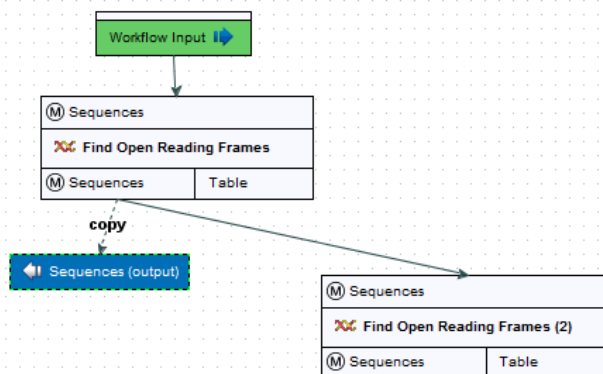 Workflow Input
M Sequences
Find Open Reading Frames
M Sequences Table
copy
Sequences (output)
M Sequences
Find Open Reading Frames (2)
M Sequences Table